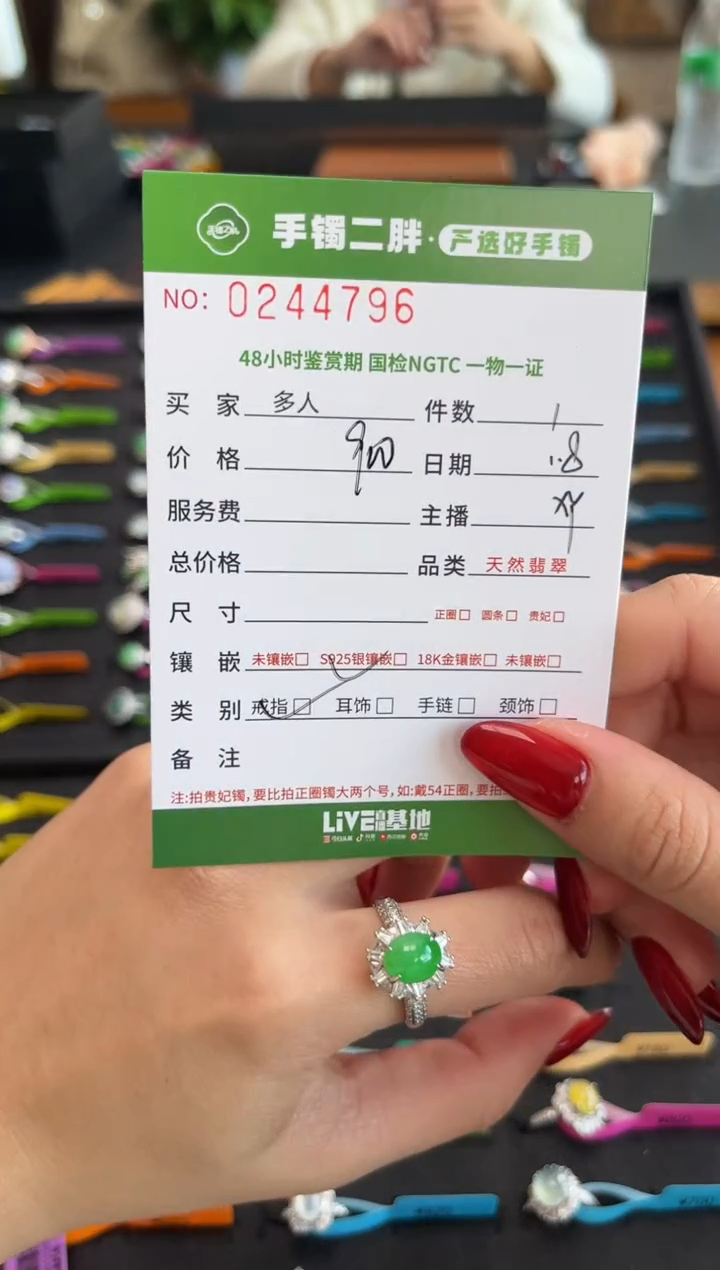 手镯二胖·严选好手镯
NO: 0244796
48小时鉴赏期 国检NGTC 一物一证
买 家 多人 件数 1
价 格 日期 1.8
服务费 主播 XY
总价格 品类 天然翡翠
尺 寸 正圈□ 圆条□ 贵妃□
镶 嵌 未镶嵌□ S925银镶嵌□ 18K金镶嵌□ 未镶嵌□
类 别 戒指□ 耳饰□ 手链□ 颈饰□
备 注
注:拍贵妃镯,要比拍正圈镯大两个号,如:戴54正圈,要拍
LiVE 基地